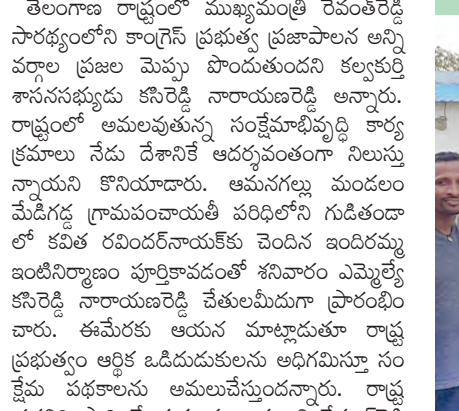 తెలంగాణ రాష్ట్రంలో ముఖ్యమంత్రి రేవంత్‌రెడ్డి
సారథ్యంలోని కాంగ్రెస్ ప్రభుత్వ ప్రజాపాలన అన్ని
వర్గాల ప్రజల మెప్పు పొందుతుందని కల్వకుర్తి
శాసనసభ్యుడు కసిరెడ్డి నారాయణరెడ్డి అన్నారు.
రాష్ట్రంలో అమలవుతున్న సంక్షేమాభివృద్ధి కార్య
క్రమాలు నేడు దేశానికే ఆదర్శవంతంగా నిలుస్తు
న్నాయని కొనియాడారు. ఆమనగల్లు మండలం
మేడిగడ్డ గ్రామపంచాయతీ పరిధిలోని గుడితండా
లో కవిత రవిందర్‌నాయక్‌కు చెందిన ఇందిరమ్మ
ఇంటినిర్మాణం పూర్తికావడంతో శనివారం ఎమ్మెల్యే
కసిరెడ్డి నారాయణరెడ్డి చేతులమీదుగా ప్రారంభిం
చారు. ఈమేరకు ఆయన మాట్లాడుతూ రాష్ట్ర
ప్రభుత్వం ఆర్థిక ఒడిదుడుకులను అధిగమిస్తూ సం
క్షేమ పథకాలను అమలుచేస్తుందన్నారు. రాష్ట్ర